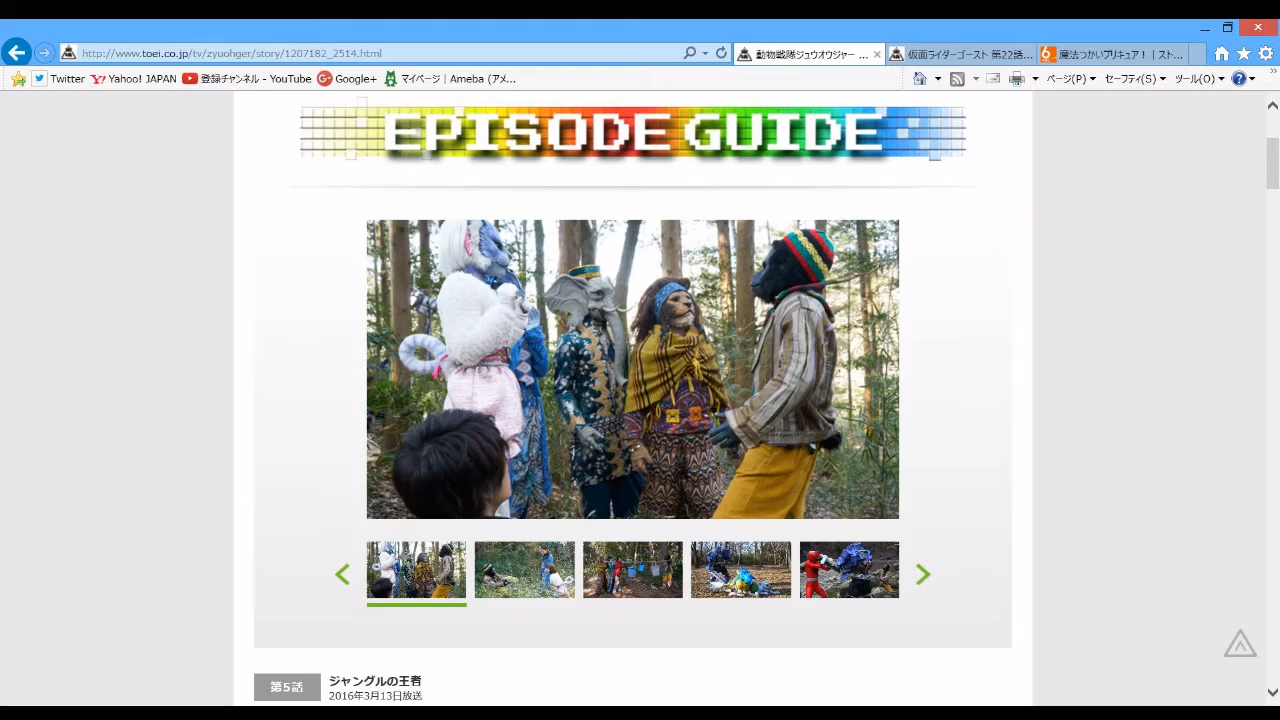 http://www.toei.co.jp/tv/zyuohger/story/1207182_2514.html
動物戦隊ジュウオウジャー ...
仮面ライダーゴースト 第22話...
魔法つかいプリキュア！｜スト...
Twitter
Yahoo! JAPAN
登録チャンネル - YouTube
Google+
マイページ｜Ameba (アメ...
ページ(P)
セーフティ(S)
ツール(O)
EPISODE GUIDE
第5話
ジャングルの王者
2016年3月13日放送